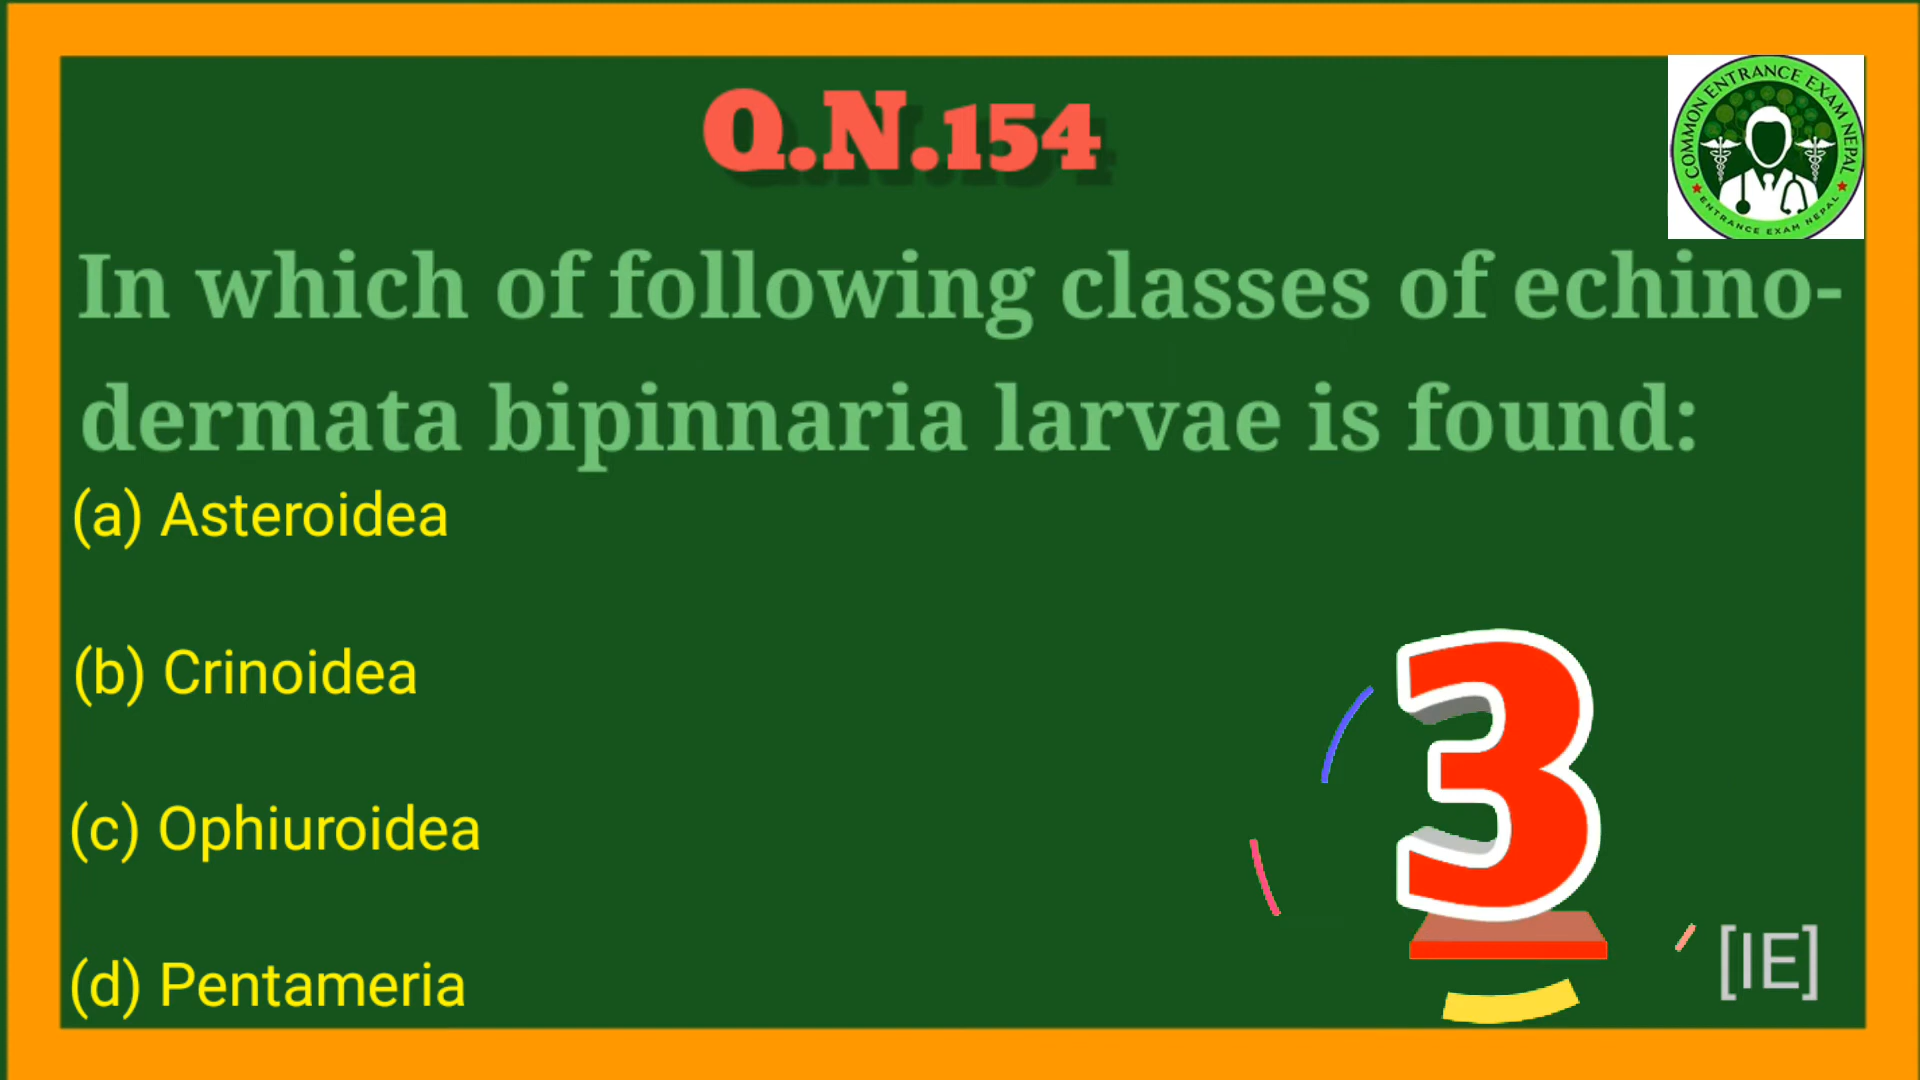 Q.N.154
COMMON ENTRANCE EXAM NEPAL
ENTRANCE EXAM NEPAL
In which of following classes of echino-
dermata bipinnaria larvae is found:
(a) Asteroidea
(b) Crinoidea
(c) Ophiuroidea
(d) Pentameria
3
[IE]